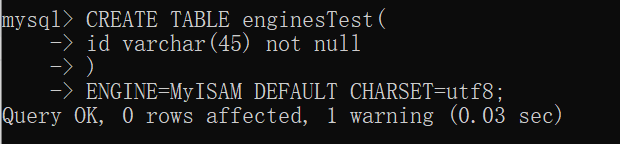 mysql> CREATE TABLE enginesTest(
    -> id varchar(45) not null
    -> )
    -> ENGINE=MyISAM DEFAULT CHARSET=utf8;
Query OK, 0 rows affected, 1 warning (0.03 sec)